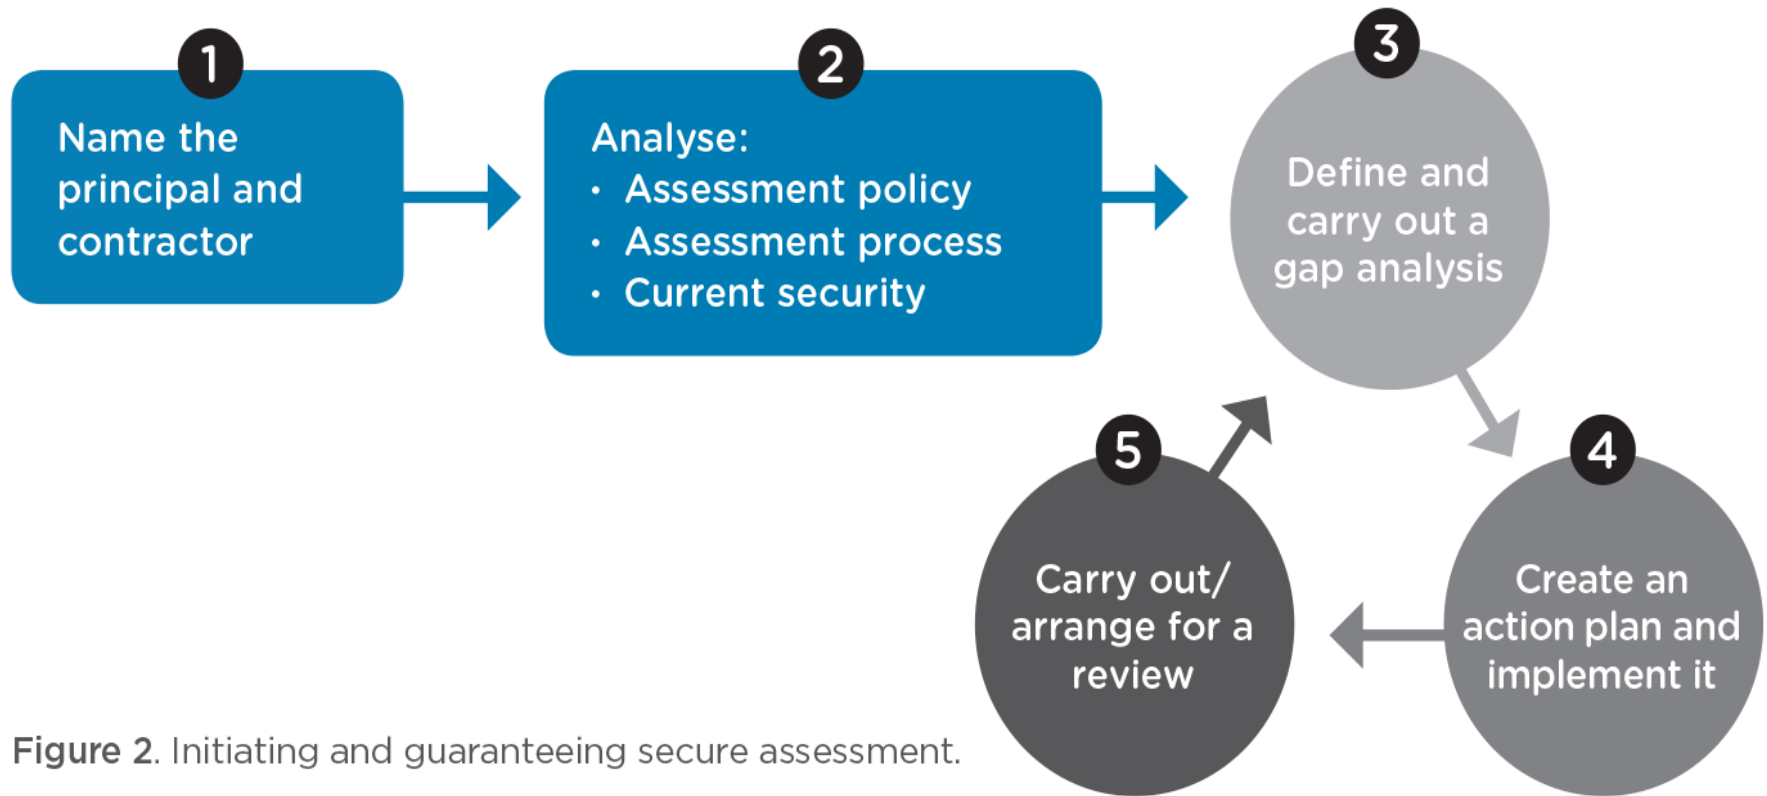 1
Name the
principal and
contractor
2
Analyse:
• Assessment policy
• Assessment process
• Current security
3
Define and
carry out a
gap analysis
4
Create an
action plan and
implement it
5
Carry out/
arrange for a
review
Figure 2. Initiating and guaranteeing secure assessment.